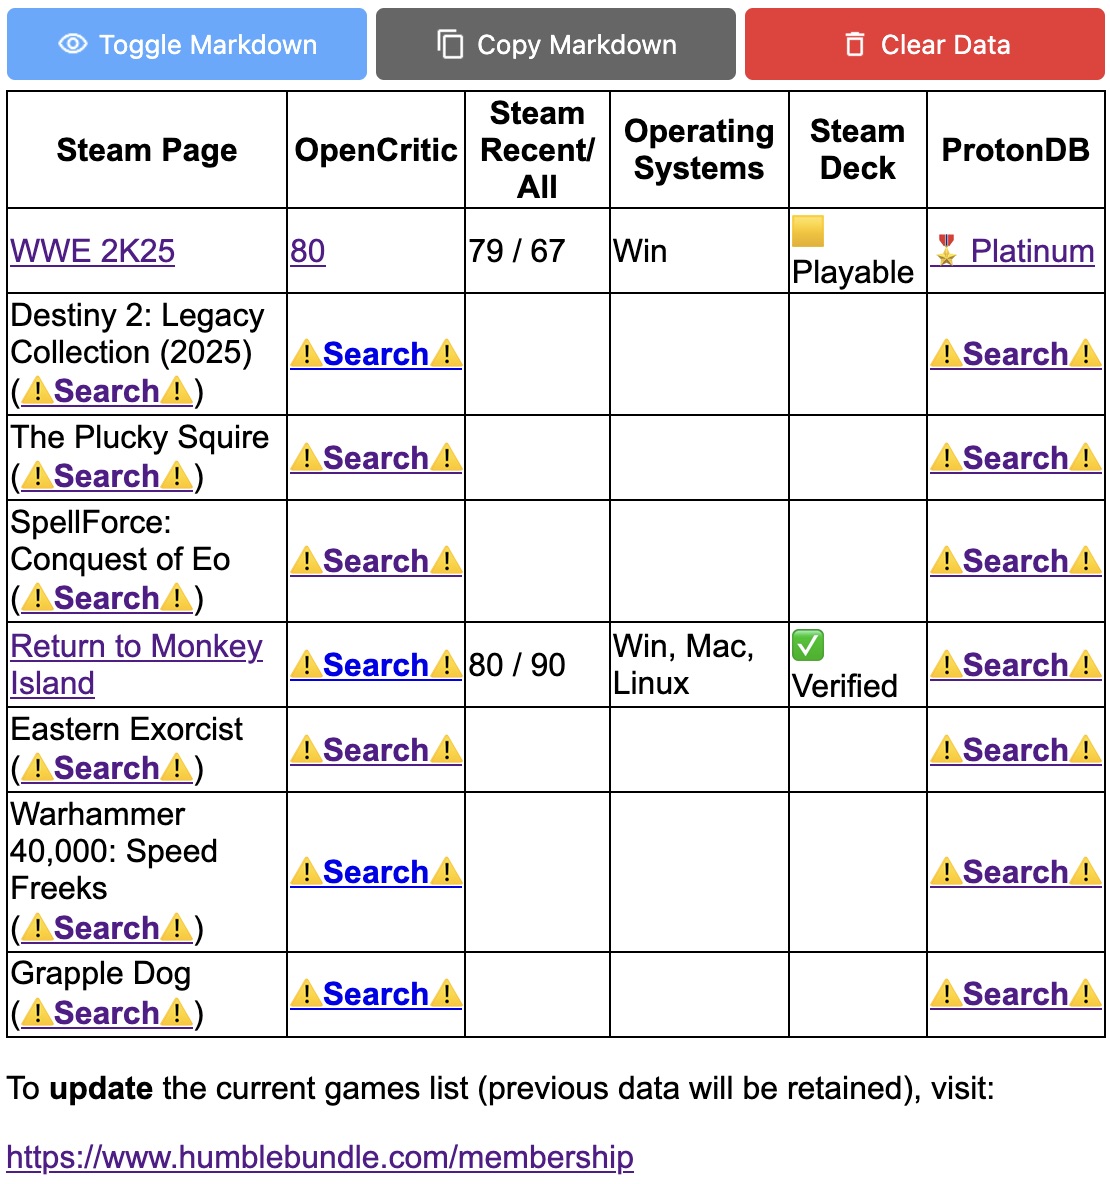 Toggle Markdown
Copy Markdown
Clear Data
Steam Page
OpenCritic
Steam
Recent/
All
Operating
Systems
Steam
Deck
ProtonDB
WWE 2K25
80
79 / 67
Win
🟨
Playable
🎖️ Platinum
Destiny 2: Legacy
Collection (2025)
(⚠️Search⚠️)
⚠️Search⚠️
⚠️Search⚠️
The Plucky Squire
(⚠️Search⚠️)
⚠️Search⚠️
⚠️Search⚠️
SpellForce:
Conquest of Eo
(⚠️Search⚠️)
⚠️Search⚠️
⚠️Search⚠️
Return to Monkey
Island
⚠️Search⚠️
80 / 90
Win, Mac,
Linux
✅
Verified
⚠️Search⚠️
Eastern Exorcist
(⚠️Search⚠️)
⚠️Search⚠️
⚠️Search⚠️
Warhammer
40,000: Speed
Freeks
(⚠️Search⚠️)
⚠️Search⚠️
⚠️Search⚠️
Grapple Dog
(⚠️Search⚠️)
⚠️Search⚠️
⚠️Search⚠️
To update the current games list (previous data will be retained), visit:
https://www.humblebundle.com/membership